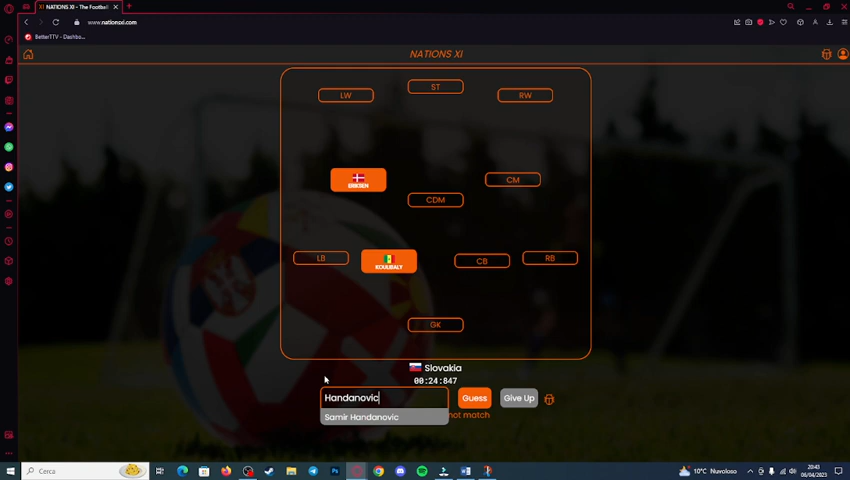 NATIONS XI - The Footbal
www.nationsxi.com
BetterTTV - Dashbo...
NATIONS XI
ST
LW
RW
ERIKSEN
CM
CDM
LB
KOULIBALY
CB
RB
GK
Slovakia
00:24:847
Handanovic
Guess
Give Up
Samir Handanovic
not match
Cerca
10°C Nuvoloso
20:43
06/04/2023